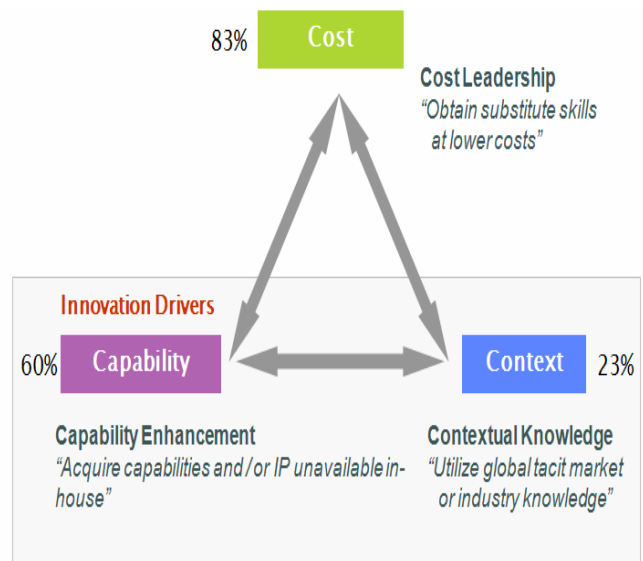 83%
Cost
Cost Leadership
“Obtain substitute skills
at lower costs”
Innovation Drivers
60%
Capability
Context
23%
Capability Enhancement
“Acquire capabilities and / or IP unavailable in-
house”
Contextual Knowledge
“Utilize global tacit market
or industry knowledge”